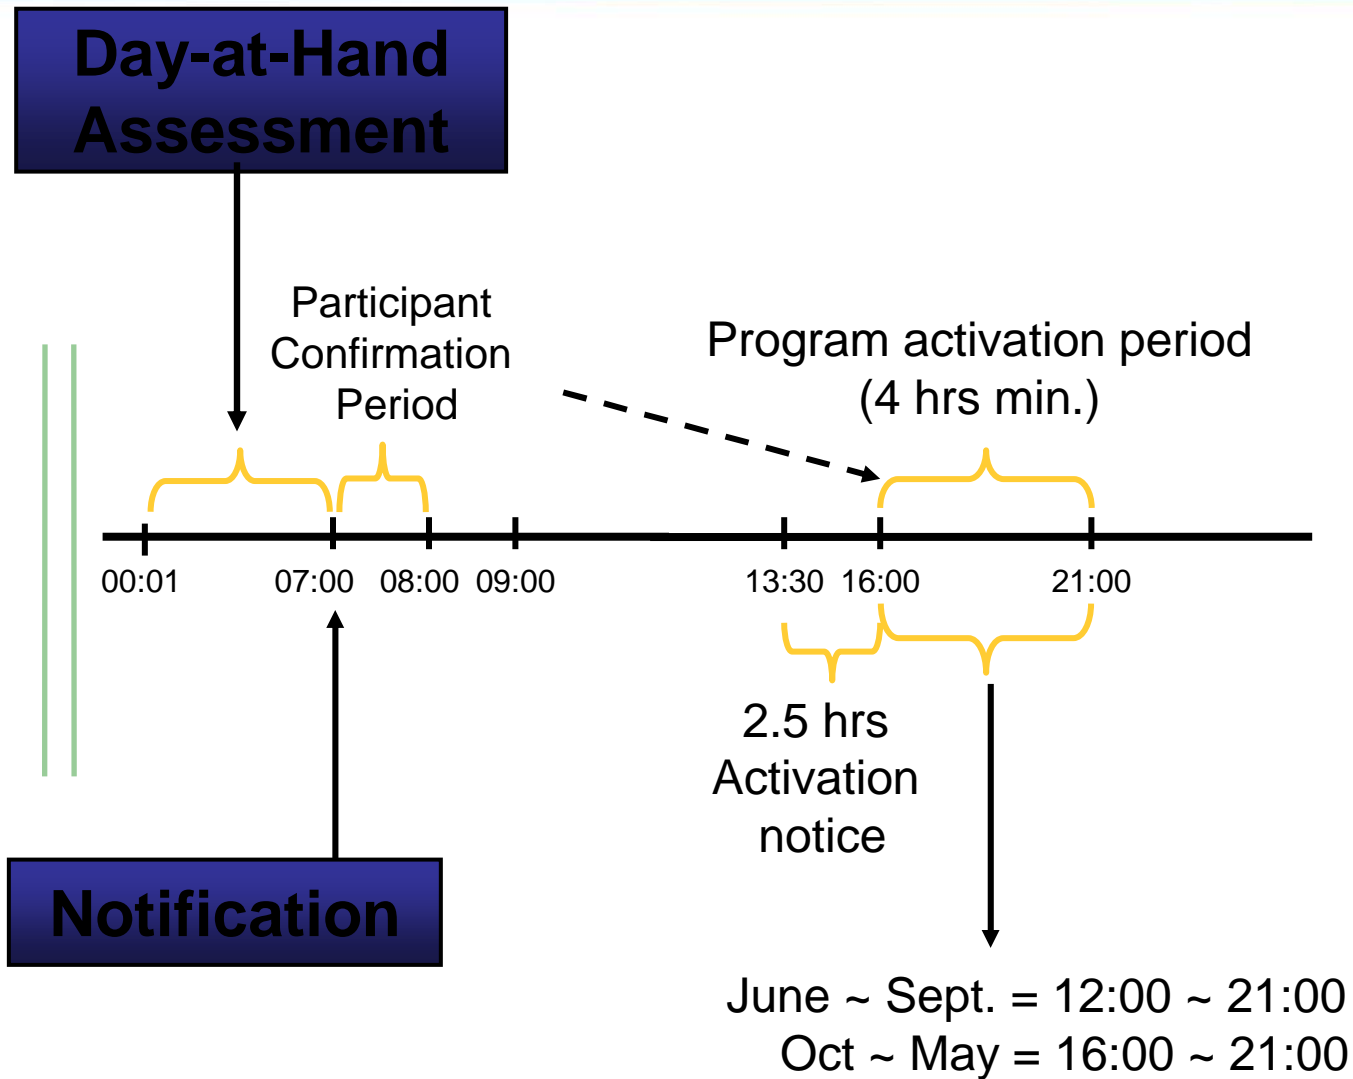 Day-at-Hand
Assessment
Participant
Confirmation
Period
Program activation period
(4 hrs min.)
00:01
07:00
08:00
09:00
13:30
16:00
21:00
2.5 hrs
Activation
notice
Notification
June ~ Sept. = 12:00 ~ 21:00
Oct ~ May = 16:00 ~ 21:00